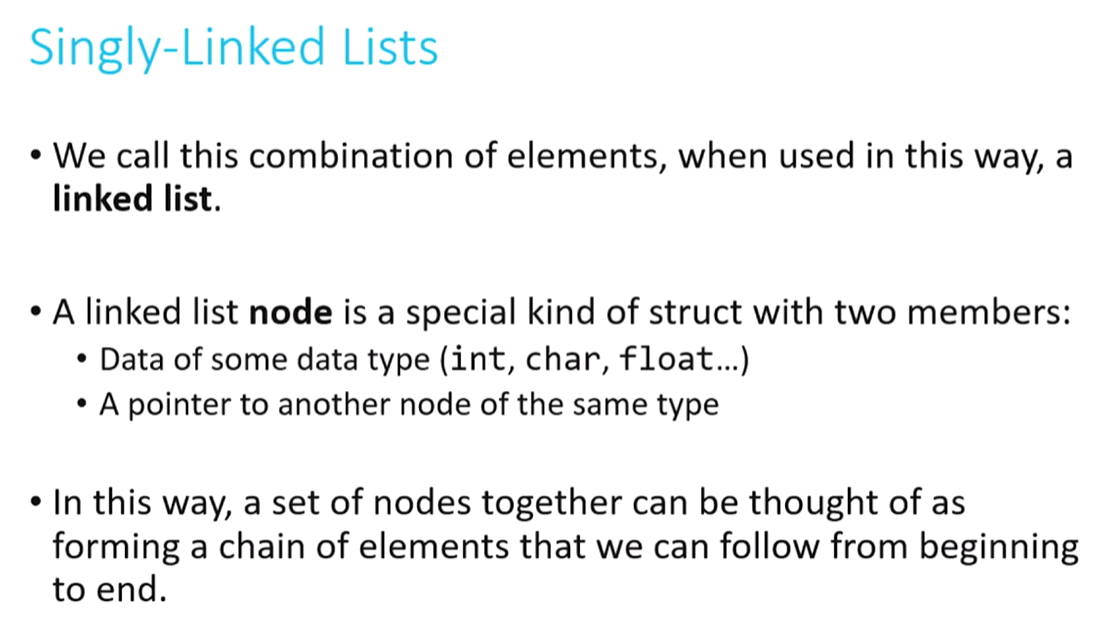 Singly-Linked Lists
• We call this combination of elements, when used in this way, a
linked list.
• A linked list node is a special kind of struct with two members:
• Data of some data type (int, char, float…)
• A pointer to another node of the same type
• In this way, a set of nodes together can be thought of as
forming a chain of elements that we can follow from beginning
to end.